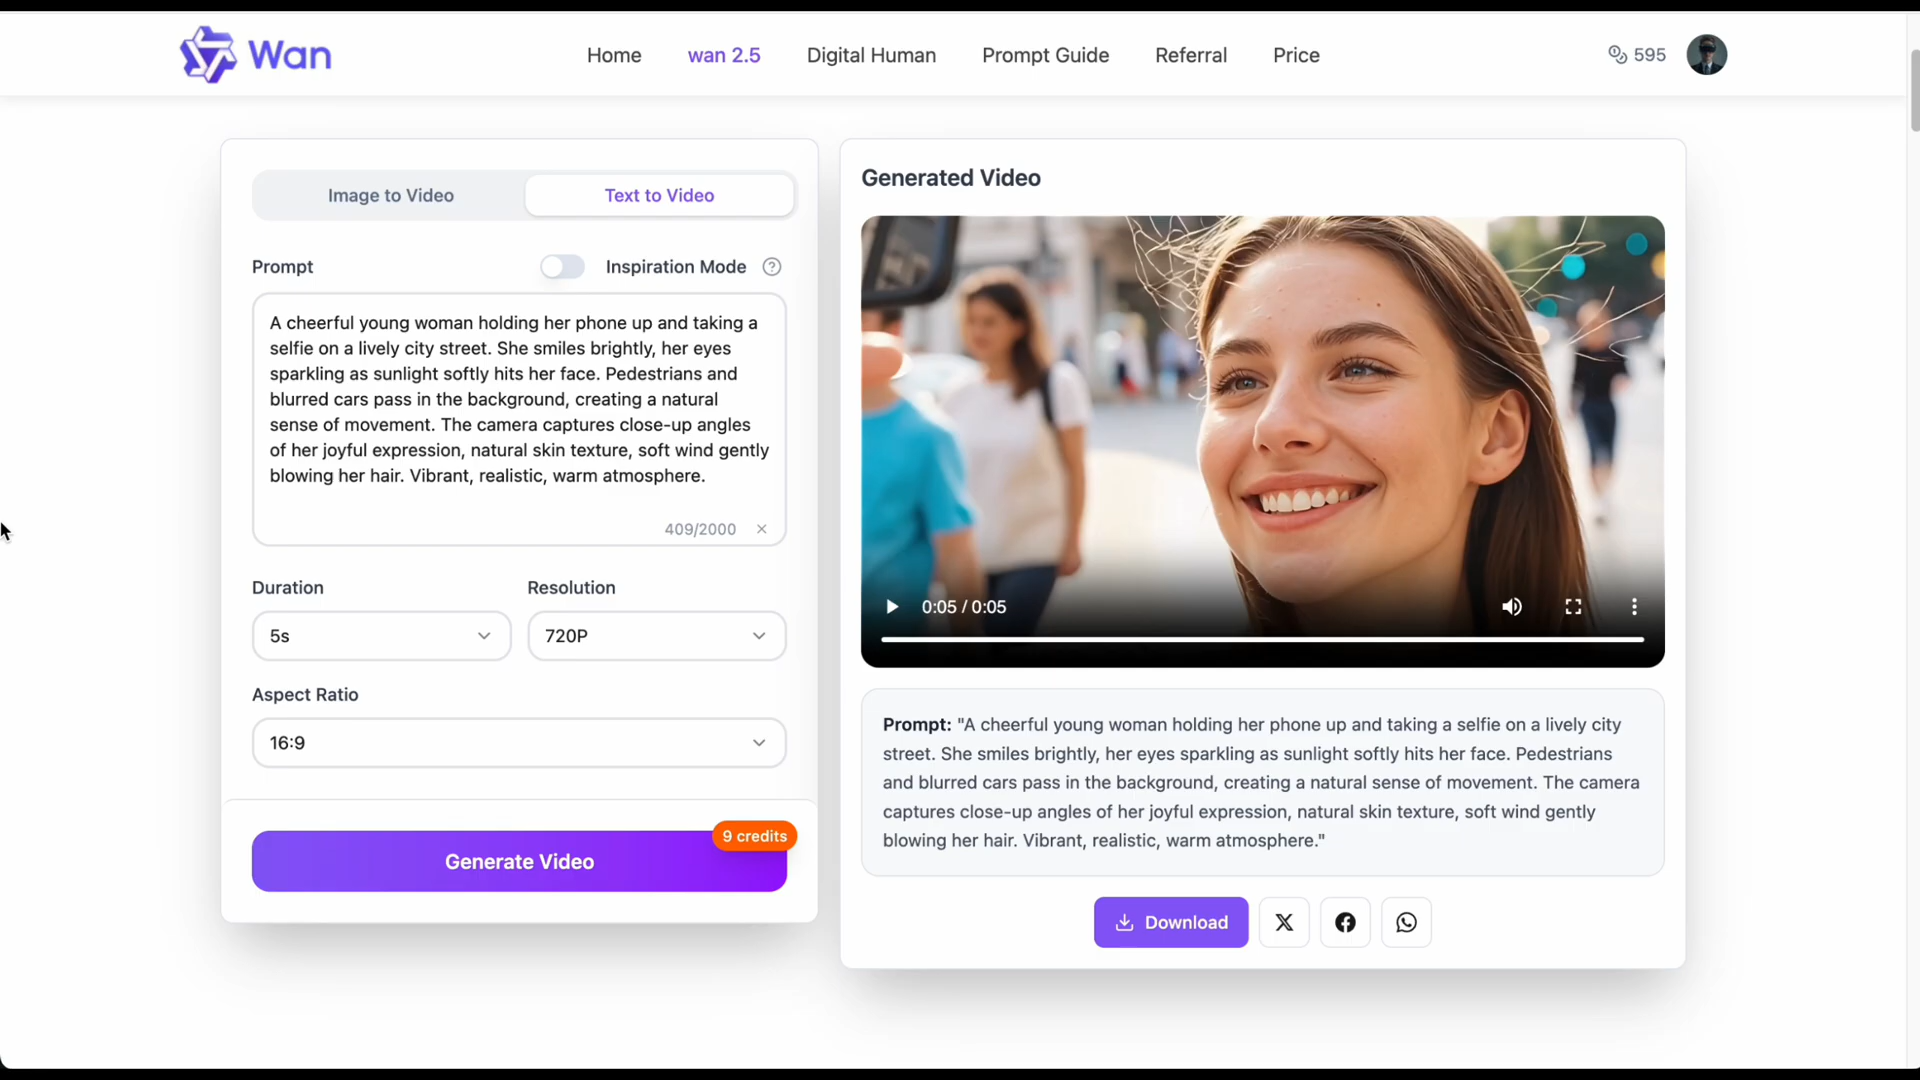 Wan
Home
wan 2.5
Digital Human
Prompt Guide
Referral
Price
595
Image to Video
Text to Video
Prompt
Inspiration Mode
?
A cheerful young woman holding her phone up and taking a
selfie on a lively city street. She smiles brightly, her eyes
sparkling as sunlight softly hits her face. Pedestrians and
blurred cars pass in the background, creating a natural
sense of movement. The camera captures close-up angles
of her joyful expression, natural skin texture, soft wind gently
blowing her hair. Vibrant, realistic, warm atmosphere.
409/2000
Duration
Resolution
5s
720P
Aspect Ratio
16:9
9 credits
Generate Video
Generated Video
0:05 / 0:05
Prompt: "A cheerful young woman holding her phone up and taking a selfie on a lively city
street. She smiles brightly, her eyes sparkling as sunlight softly hits her face. Pedestrians
and blurred cars pass in the background, creating a natural sense of movement. The camera
captures close-up angles of her joyful expression, natural skin texture, soft wind gently
blowing her hair. Vibrant, realistic, warm atmosphere."
Download